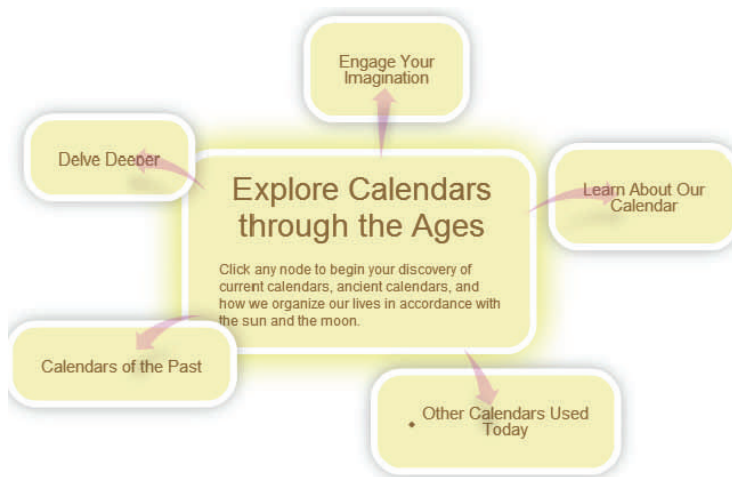 Engage Your
Imagination
Delve Deeper
Explore Calendars
through the Ages
Click any node to begin your discovery of
current calendars, ancient calendars, and
how we organize our lives in accordance with
the sun and the moon.
Learn About Our
Calendar
Calendars of the Past
Other Calendars Used
Today